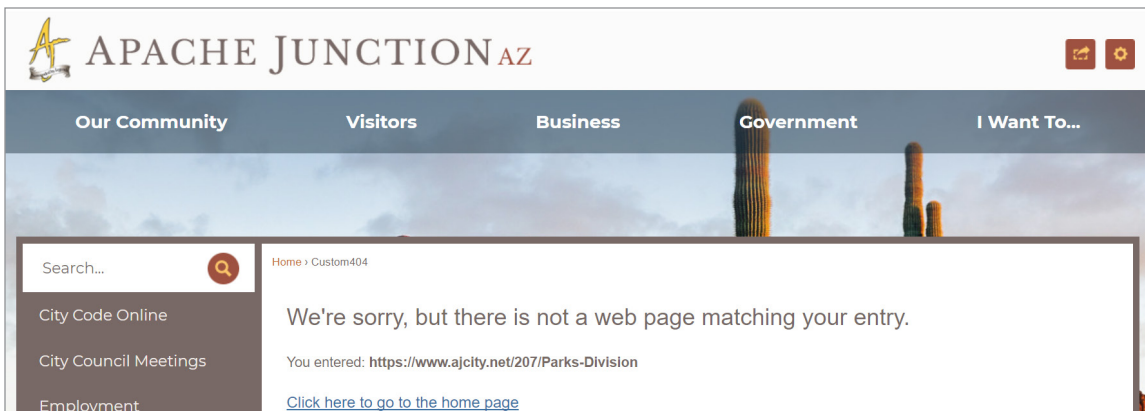 APACHE JUNCTION AZ
Our Community Visitors Business Government I Want To...
Search...
Home › Custom404
City Code Online
We're sorry, but there is not a web page matching your entry.
City Council Meetings
You entered: https://www.ajcity.net/207/Parks-Division
Employment
Click here to go to the home page